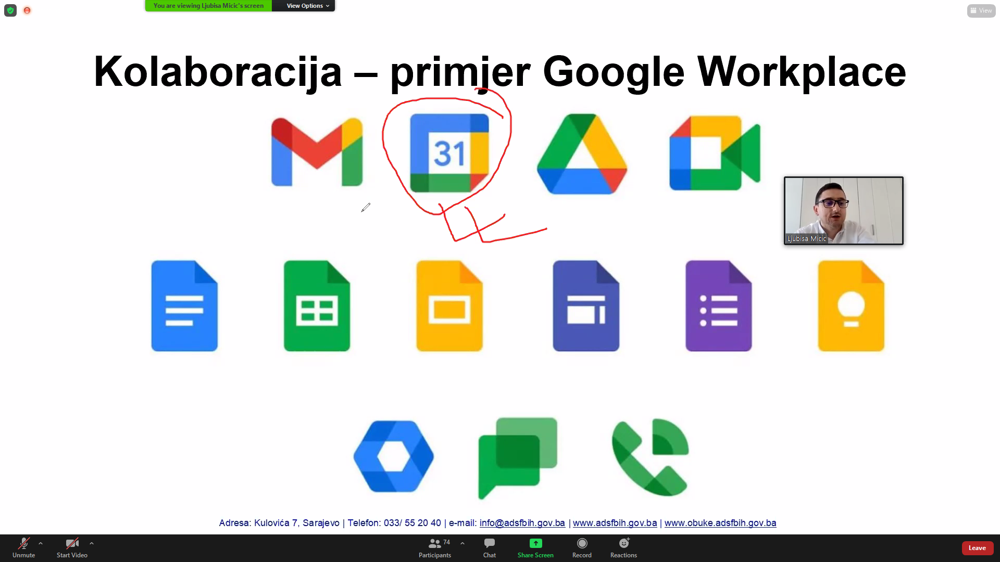 You are viewing Ljubisa Micic's screen View Options
View
Kolaboracija – primjer Google Workplace
31
Ljubisa Micic
Adresa: Kulovića 7, Sarajevo | Telefon: 033/ 55 20 40 | e-mail: info@adsfbih.gov.ba | www.adsfbih.gov.ba | www.obuke.adsfbih.gov.ba
74
Unmute Start Video Participants Chat Share Screen Record Reactions Leave